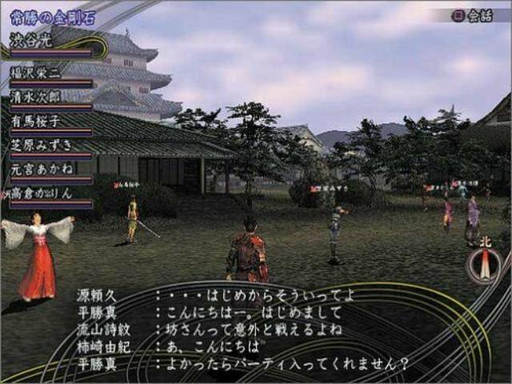 常勝の金剛石
会話
渋谷光
福沢栄二
清水次郎
有馬桜子
芝原みずき
元宮あかね
高倉かりん
北
源頼久 :・・・はじめからそういってよ
平勝真 :こんにちはー。はじめまして
流山詩紋 :坊さんって意外と戦えるよね
柿崎由紀 :あ、こんにちは
平勝真 :よかったらパーティ入ってくれません?